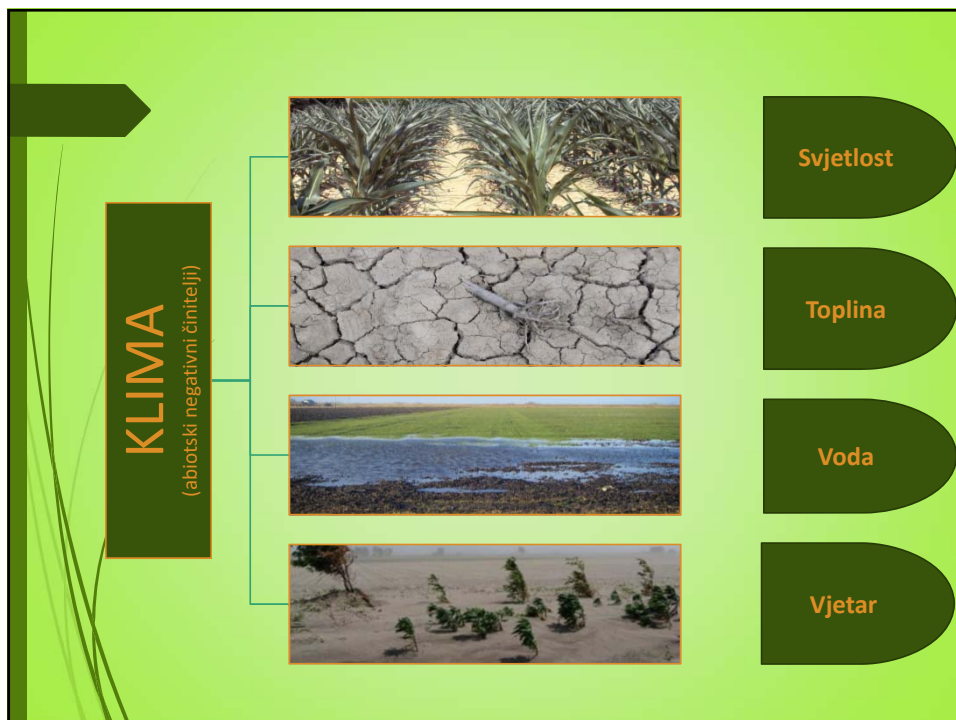 KLIMA
(abiotski negativni činitelji)
Svjetlost
Toplina
Voda
Vjetar